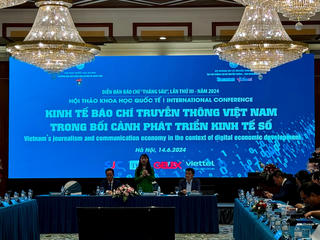 DIỄN ĐÀN BÁO CHÍ "THÁNG SÁU", LẦN THỨ III - NĂM 2024
HỘI THẢO KHOA HỌC QUỐC TẾ | INTERNATIONAL CONFERENCE
KINH TẾ BÁO CHÍ TRUYỀN THÔNG VIỆT NAM
TRONG BỐI CẢNH PHÁT TRIỂN KINH TẾ SỐ
Vietnam's journalism and communication economy in the context of digital economic development
Hà Nội, 14.6.2024
viettel